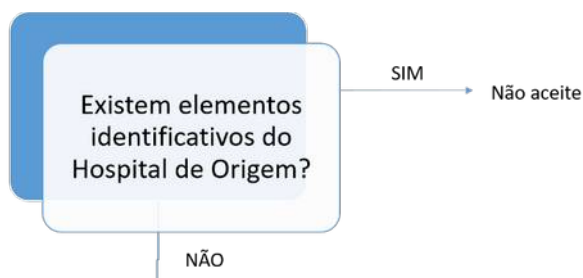 Existem elementos
identificativos do
Hospital de Origem?
SIM
Não aceite
NÃO